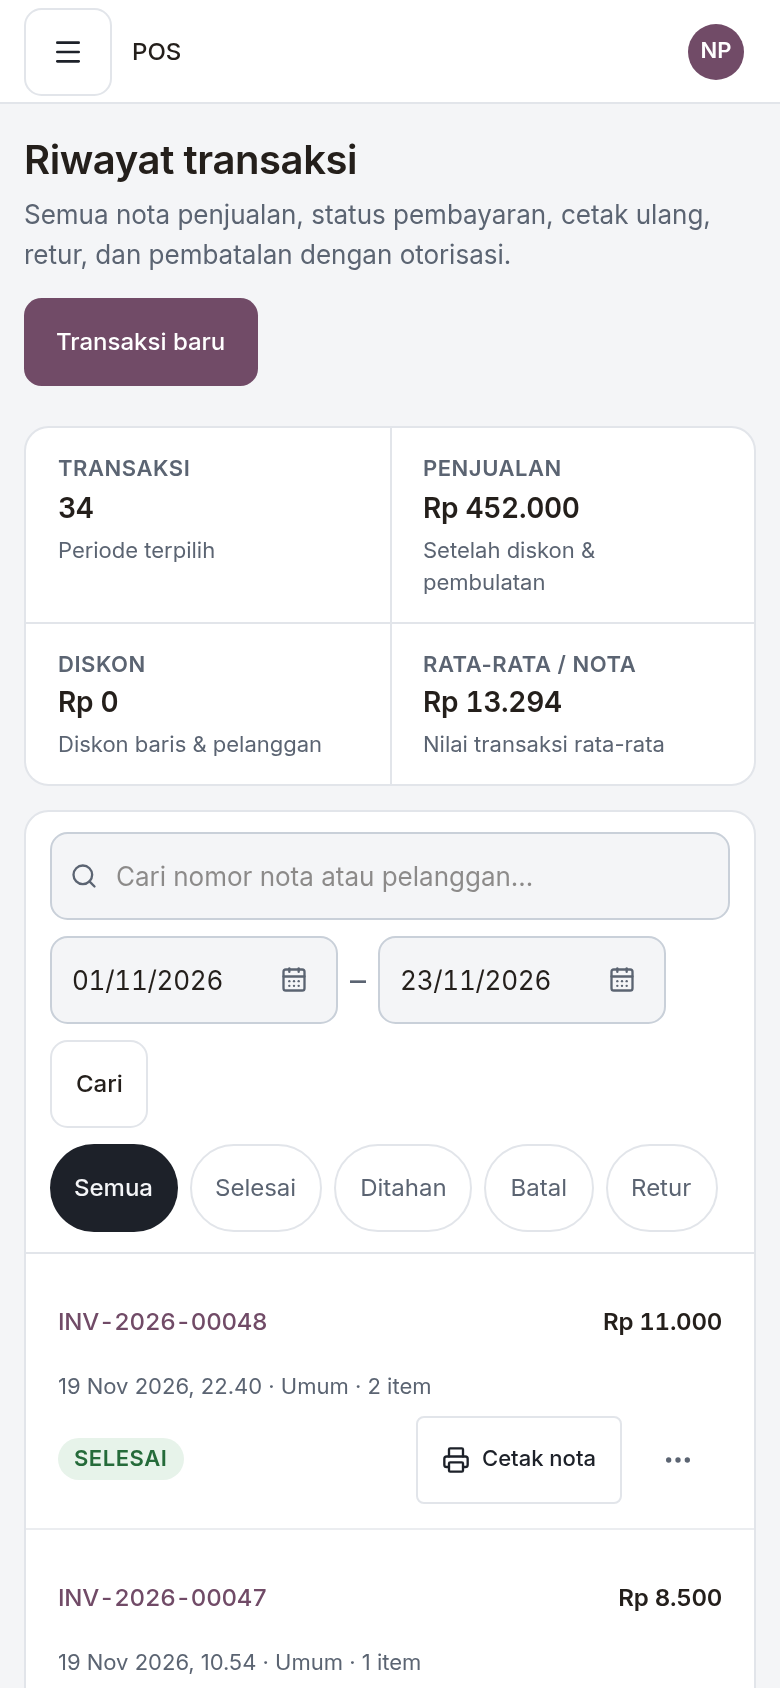 POS
NP
Riwayat transaksi
Semua nota penjualan, status pembayaran, cetak ulang,
retur, dan pembatalan dengan otorisasi.
Transaksi baru
TRANSAKSI
34
Periode terpilih
PENJUALAN
Rp 452.000
Setelah diskon &
pembulatan
DISKON
Rp 0
Diskon baris & pelanggan
RATA-RATA / NOTA
Rp 13.294
Nilai transaksi rata-rata
Cari nomor nota atau pelanggan...
01/11/2026 – 23/11/2026
Cari
Semua Selesai Ditahan Batal Retur
INV-2026-00048 Rp 11.000
19 Nov 2026, 22.40 · Umum · 2 item
SELESAI Cetak nota
INV-2026-00047 Rp 8.500
19 Nov 2026, 10.54 · Umum · 1 item